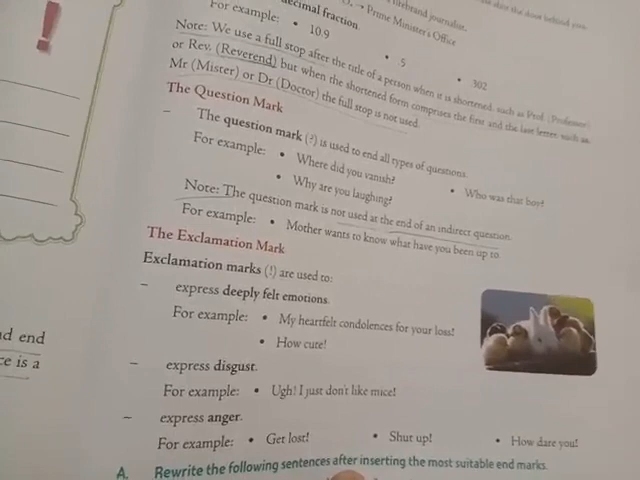 firebrand journalist.
→ Prime Minister's Office
decimal fraction.
For example: • 10.9 • 5 • 302
Note: We use a full stop after the title of a person when it is shortened, such as Prof. (Professor)
or Rev. (Reverend) but when the shortened form comprises the first and the last letter, such as
Mr (Mister) or Dr (Doctor) the full stop is not used.
The Question Mark
– The question mark (?) is used to end all types of questions.
For example: • Where did you vanish? • Who was that boy?
• Why are you laughing?
Note: The question mark is not used at the end of an indirect question.
For example: • Mother wants to know what have you been up to.
The Exclamation Mark
Exclamation marks (!) are used to:
– express deeply felt emotions.
For example: • My heartfelt condolences for your loss!
• How cute!
– express disgust.
For example: • Ugh! I just don't like mice!
– express anger.
For example: • Get lost! • Shut up! • How dare you!
A. Rewrite the following sentences after inserting the most suitable end marks.
!
end
is a